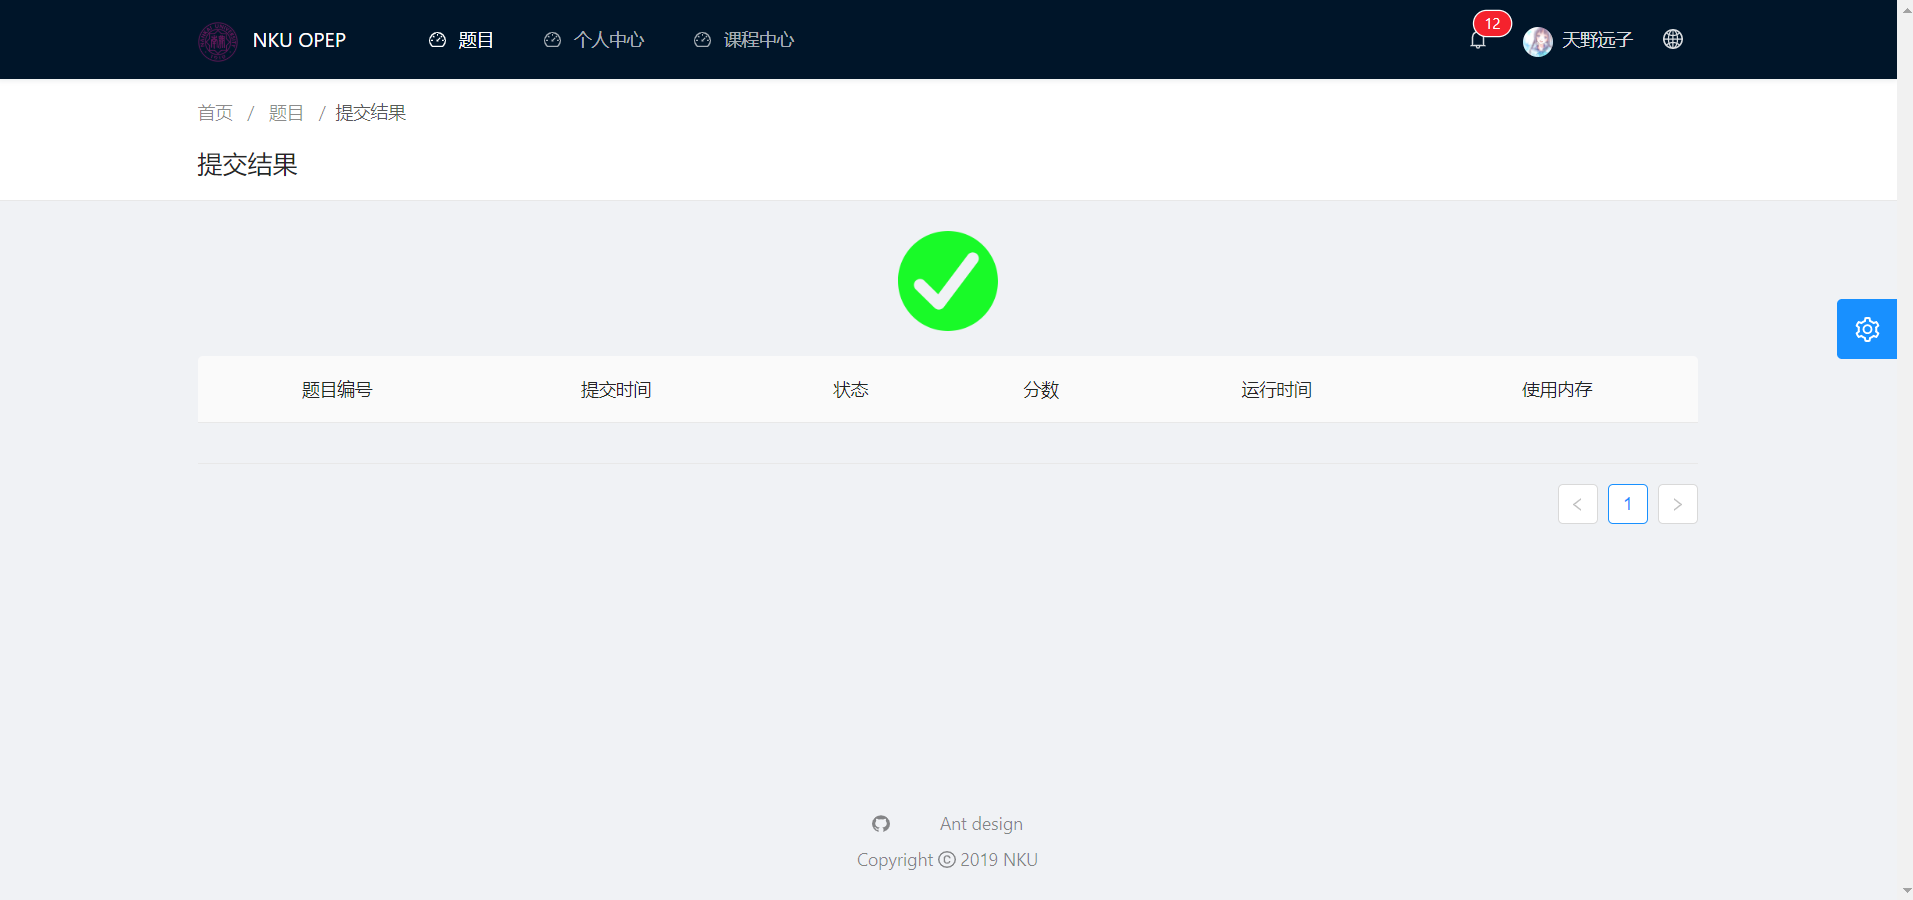 NKU OPEP 题目 个人中心 课程中心 12 天野远子
首页 / 题目 / 提交结果
提交结果
题目编号 提交时间 状态 分数 运行时间 使用内存
< 1 >
Ant design
Copyright © 2019 NKU